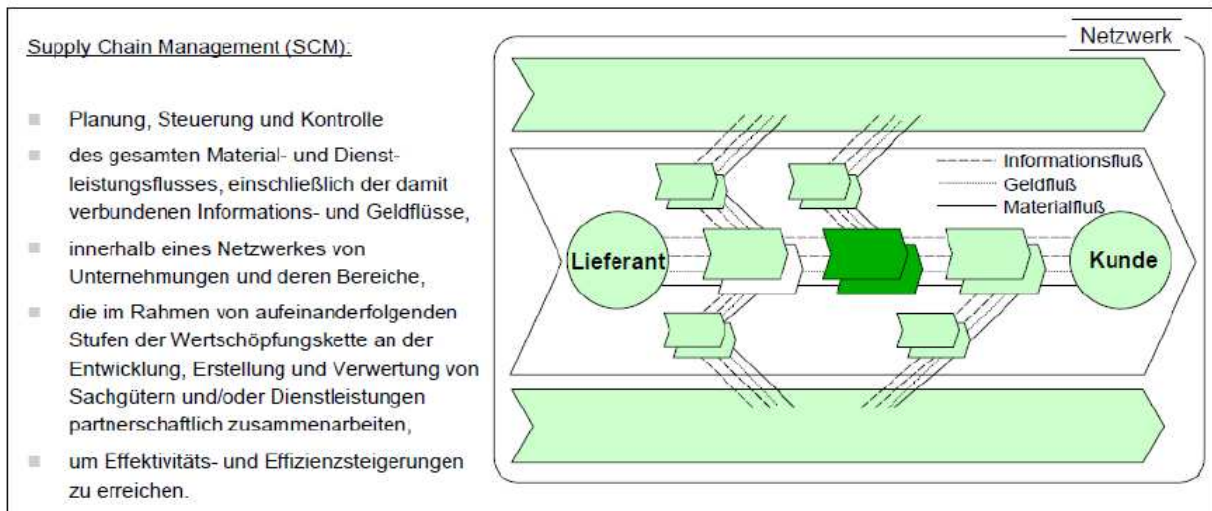 Supply Chain Management (SCM):
Planung, Steuerung und Kontrolle
des gesamten Material- und Dienst-
leistungsflusses, einschließlich der damit
verbundenen Informations- und Geldflüsse,
innerhalb eines Netzwerkes von
Unternehmungen und deren Bereiche,
die im Rahmen von aufeinanderfolgenden
Stufen der Wertschöpfungskette an der
Entwicklung, Erstellung und Verwertung von
Sachgütern und/oder Dienstleistungen
partnerschaftlich zusammenarbeiten,
um Effektivitäts- und Effizienzsteigerungen
zu erreichen.
Netzwerk
Informationsfluß
Geldfluß
Materialfluß
Lieferant
Kunde